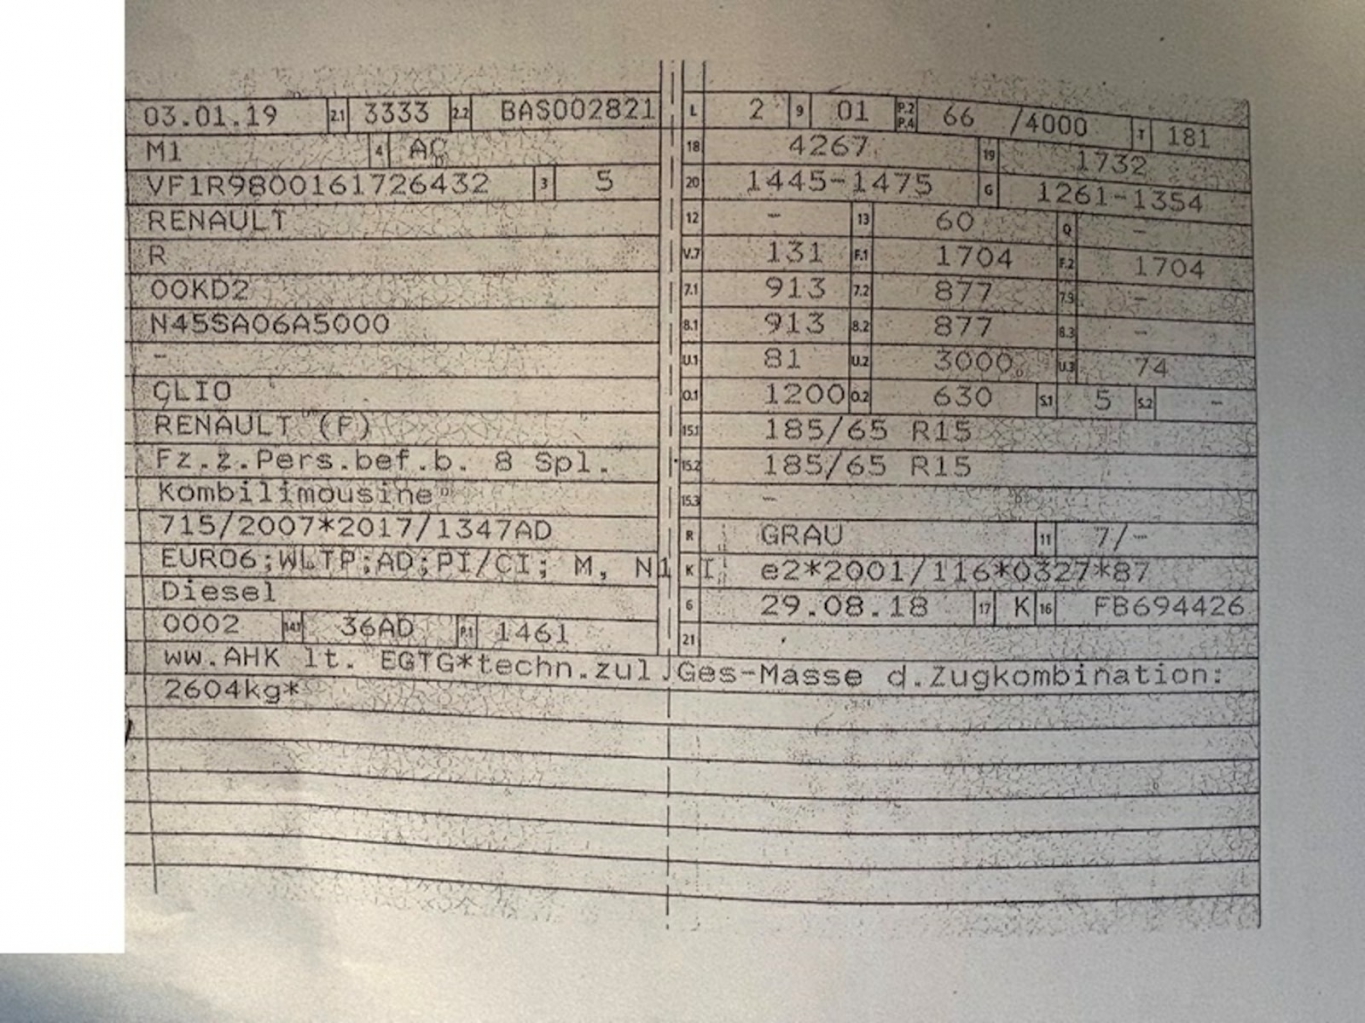 03.01.19 2.1 3333 2.2 BAS002821 L 2 9 01 P.2 P.4 66 /4000 T 181
M1 4 AC 18 4267 19 1732
VF1R9800161726432 3 5 20 1445-1475 G 1261-1354
RENAULT 12 - 13 60 Q -
R V.7 131 F.1 1704 F.2 1704
00KD2 7.1 913 7.2 877 7.3 -
N45SA06A5000 8.1 913 8.2 877 8.3 -
- U.1 81 U.2 3000 U.3 74
CLIO O.1 1200 O.2 630 S.1 5 S.2 -
RENAULT (F) 15.1 185/65 R15
Fz.z.Pers.bef.b. 8 Spl. 15.2 185/65 R15
Kombilimousine 15.3 -
715/2007*2017/1347AD R GRAU 11 7/-
EURO6;WLTP;AD;PI/CI; M, N1 I K e2*2001/116*0327*87
Diesel 6 29.08.18 17 K 16 FB694426
0002 14.1 36AD P.1 1461 21
ww.AHK lt. EGTG*techn.zul.Ges-Masse d.Zugkombination:
2604kg*